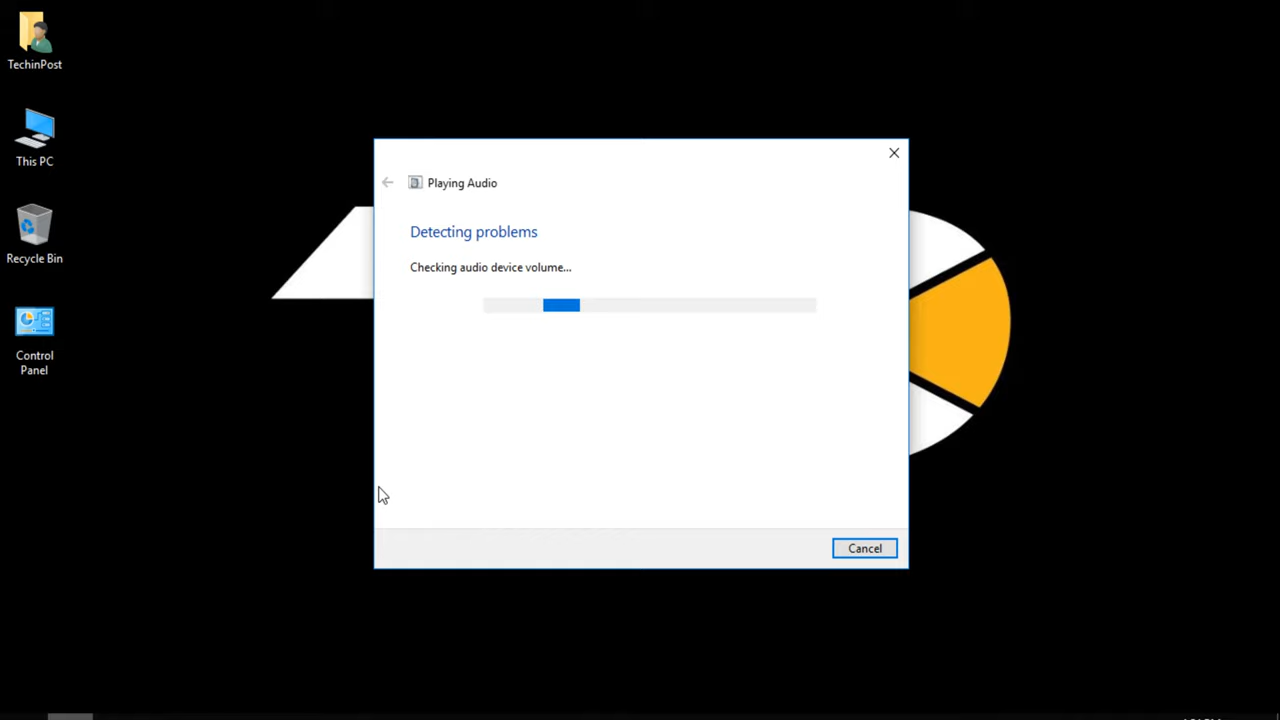 TechinPost
This PC
Recycle Bin
Control
Panel
Playing Audio
Detecting problems
Checking audio device volume...
Cancel